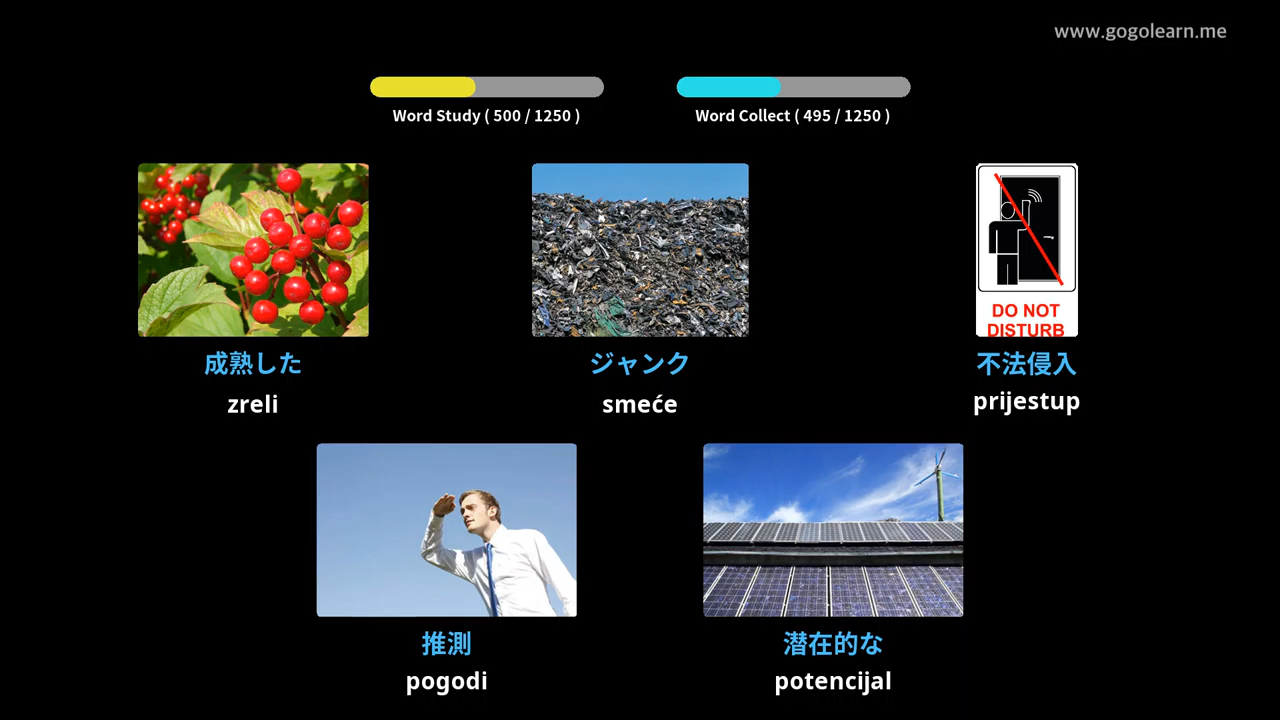 www.gogolearn.me
Word Study ( 500 / 1250 )
Word Collect ( 495 / 1250 )
DO NOT
DISTURB
成熟した
ジャンク
不法侵入
zreli
smeće
prijestup
推測
潜在的な
pogodi
potencijal